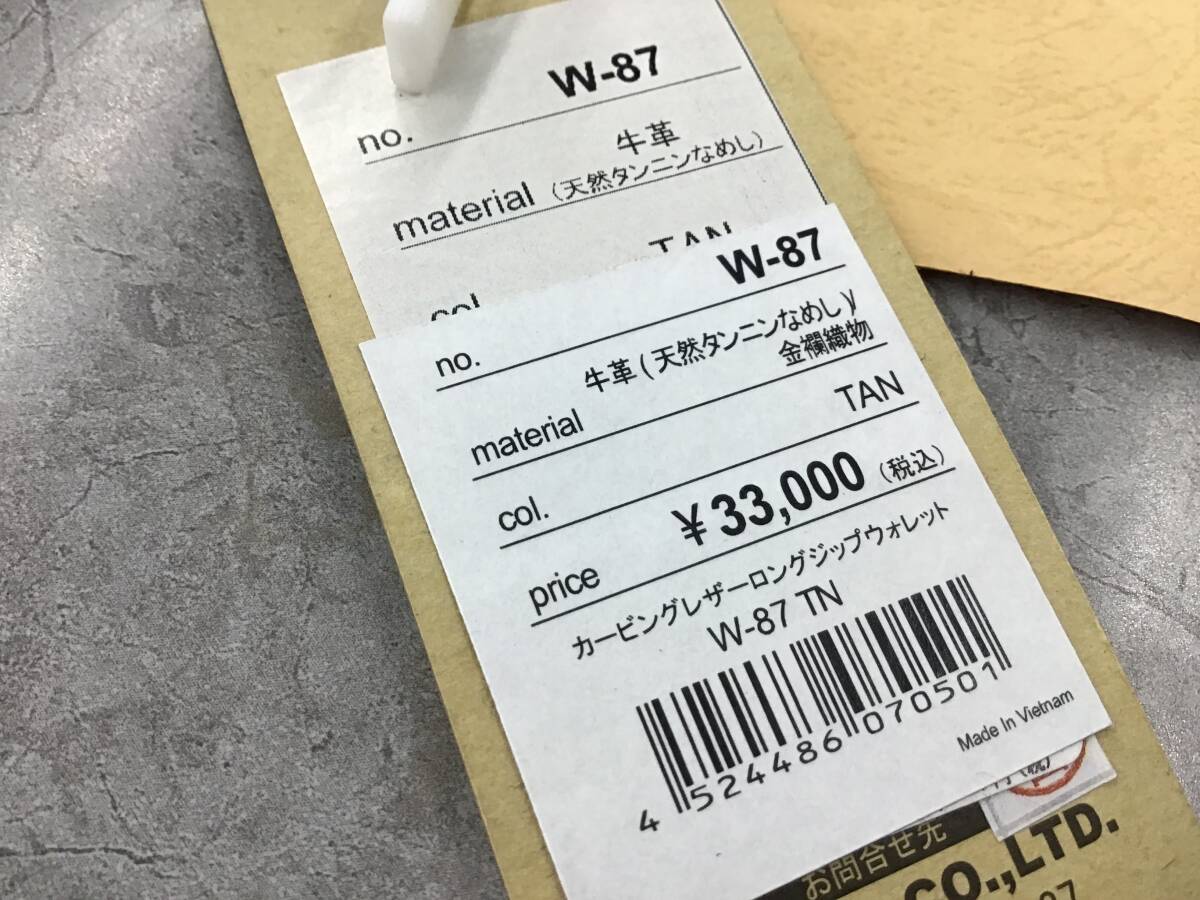 no. W-87
牛革
material (天然タンニンなめし)
col. TAN
no. W-87
牛革(天然タンニンなめし)/
金襴織物
material
col. TAN
price ¥33,000 (税込)
カービングレザーロングジップウォレット
W-87 TN
4524486070501
Made In Vietnam
お問合せ先
CO.,LTD.